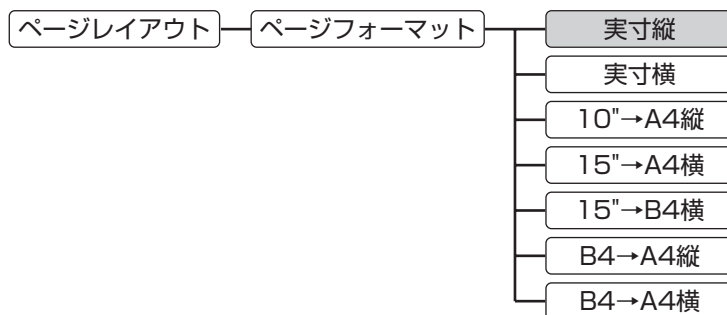 ページレイアウト ページフォーマット 実寸縦
実寸横
10"→A4縦
15"→A4横
15"→B4横
B4→A4縦
B4→A4横